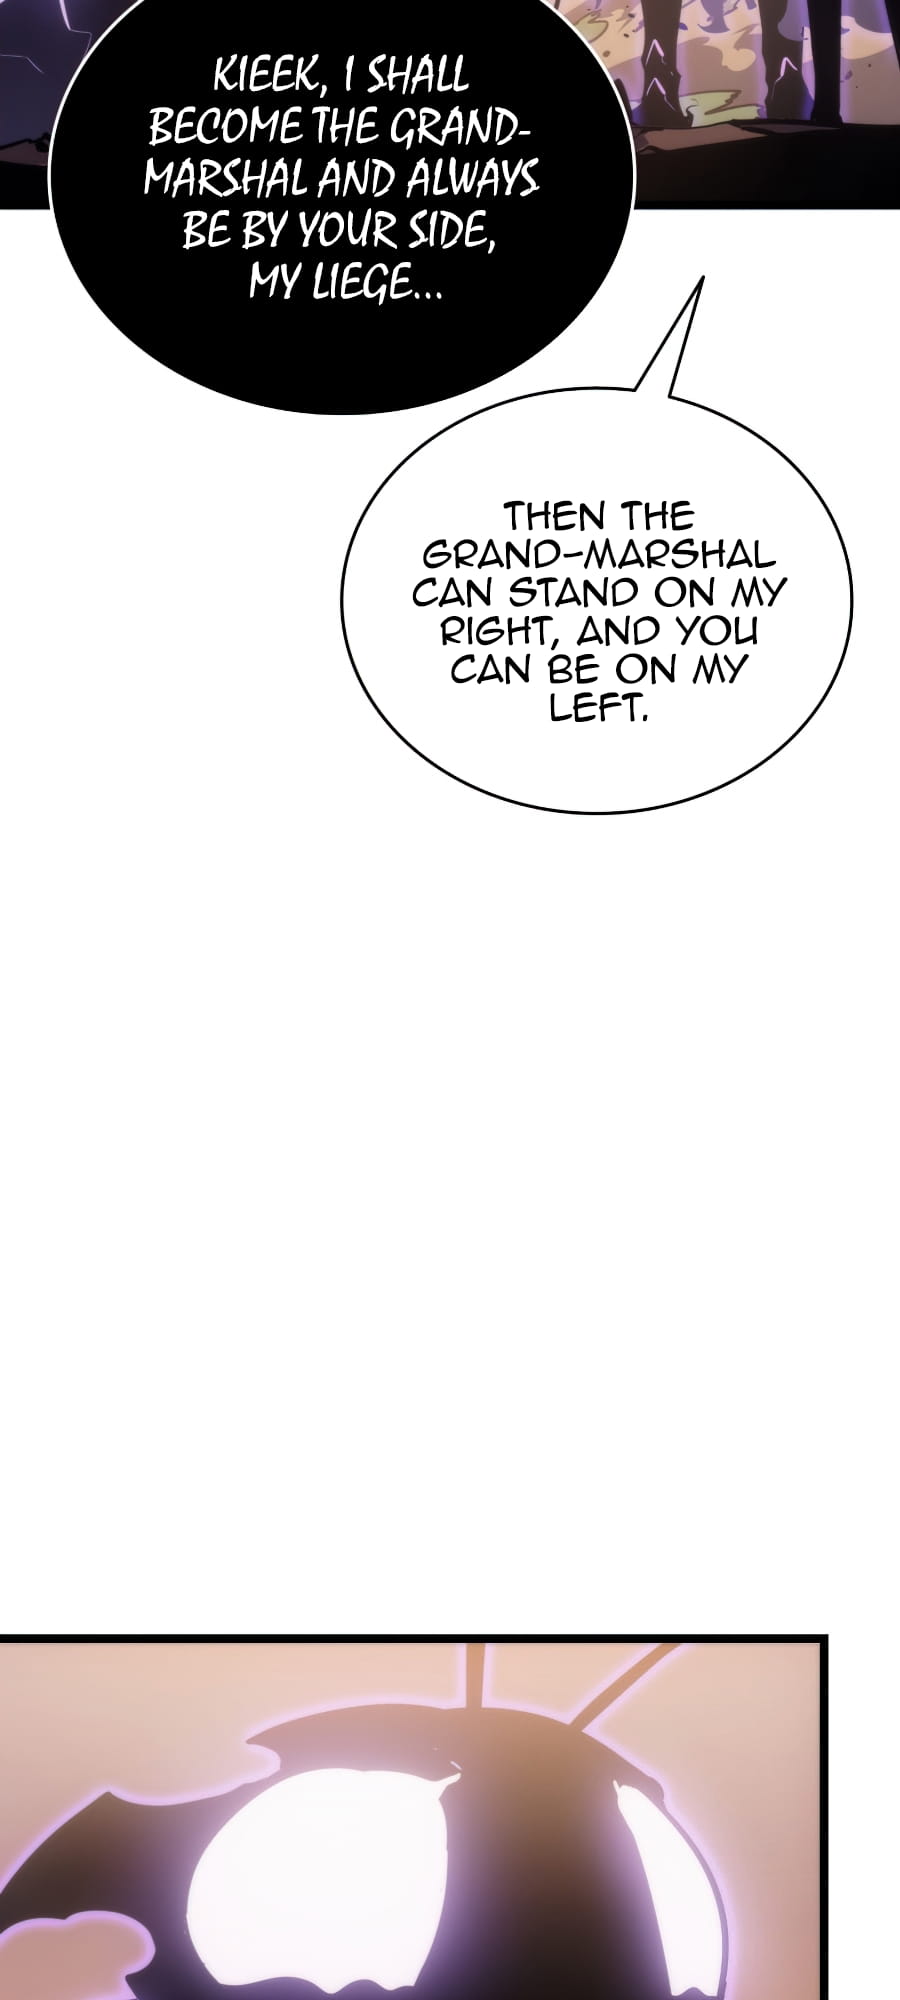 KIEEK, I SHALL
BECOME THE GRAND-
MARSHAL AND ALWAYS
BE BY YOUR SIDE,
MY LIEGE...
THEN THE
GRAND-MARSHAL
CAN STAND ON MY
RIGHT, AND YOU
CAN BE ON MY
LEFT.